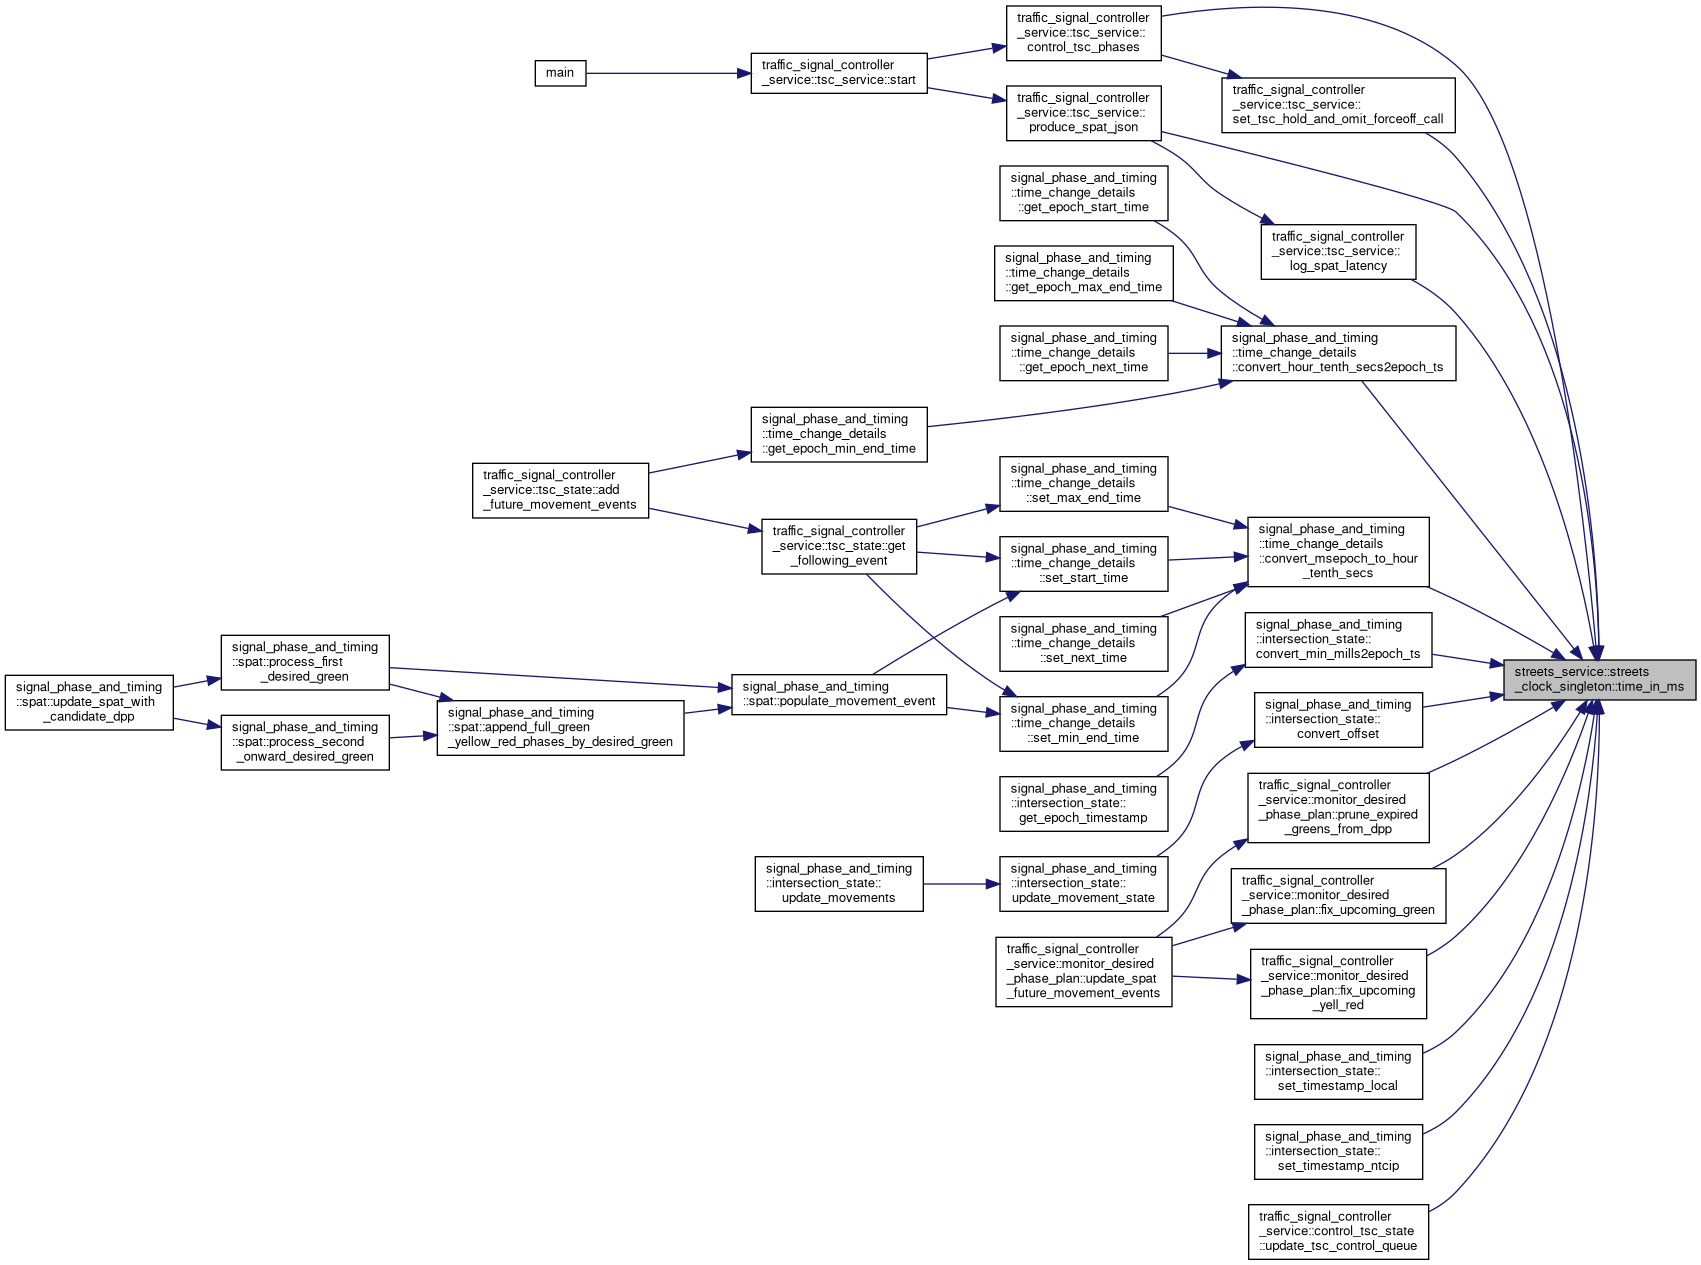 traffic_signal_controller
_service::tsc_service::
control_tsc_phases
main
traffic_signal_controller
_service::tsc_service::start
traffic_signal_controller
_service::tsc_service::
set_tsc_hold_and_omit_forceoff_call
traffic_signal_controller
_service::tsc_service::
produce_spat_json
signal_phase_and_timing
::time_change_details
::get_epoch_start_time
traffic_signal_controller
_service::tsc_service::
log_spat_latency
signal_phase_and_timing
::time_change_details
::get_epoch_max_end_time
signal_phase_and_timing
::time_change_details
::get_epoch_next_time
signal_phase_and_timing
::time_change_details
::convert_hour_tenth_secs2epoch_ts
signal_phase_and_timing
::time_change_details
::get_epoch_min_end_time
traffic_signal_controller
_service::tsc_state::add
_future_movement_events
signal_phase_and_timing
::time_change_details
::set_max_end_time
traffic_signal_controller
_service::tsc_state::get
_following_event
signal_phase_and_timing
::time_change_details
::set_start_time
signal_phase_and_timing
::time_change_details
::convert_msepoch_to_hour
_tenth_secs
signal_phase_and_timing
::time_change_details
::set_next_time
signal_phase_and_timing
::intersection_state::
convert_min_mills2epoch_ts
streets_service::streets
_clock_singleton::time_in_ms
signal_phase_and_timing
::spat::process_first
_desired_green
signal_phase_and_timing
::spat::update_spat_with
_candidate_dpp
signal_phase_and_timing
::spat::process_second
_onward_desired_green
signal_phase_and_timing
::spat::append_full_green
_yellow_red_phases_by_desired_green
signal_phase_and_timing
::spat::populate_movement_event
signal_phase_and_timing
::time_change_details
::set_min_end_time
signal_phase_and_timing
::intersection_state::
convert_offset
signal_phase_and_timing
::intersection_state::
get_epoch_timestamp
traffic_signal_controller
_service::monitor_desired
_phase_plan::prune_expired
_greens_from_dpp
signal_phase_and_timing
::intersection_state::
update_movements
signal_phase_and_timing
::intersection_state::
update_movement_state
traffic_signal_controller
_service::monitor_desired
_phase_plan::fix_upcoming_green
traffic_signal_controller
_service::monitor_desired
_phase_plan::update_spat
_future_movement_events
traffic_signal_controller
_service::monitor_desired
_phase_plan::fix_upcoming
_yell_red
signal_phase_and_timing
::intersection_state::
set_timestamp_local
signal_phase_and_timing
::intersection_state::
set_timestamp_ntcip
traffic_signal_controller
_service::control_tsc_state
::update_tsc_control_queue